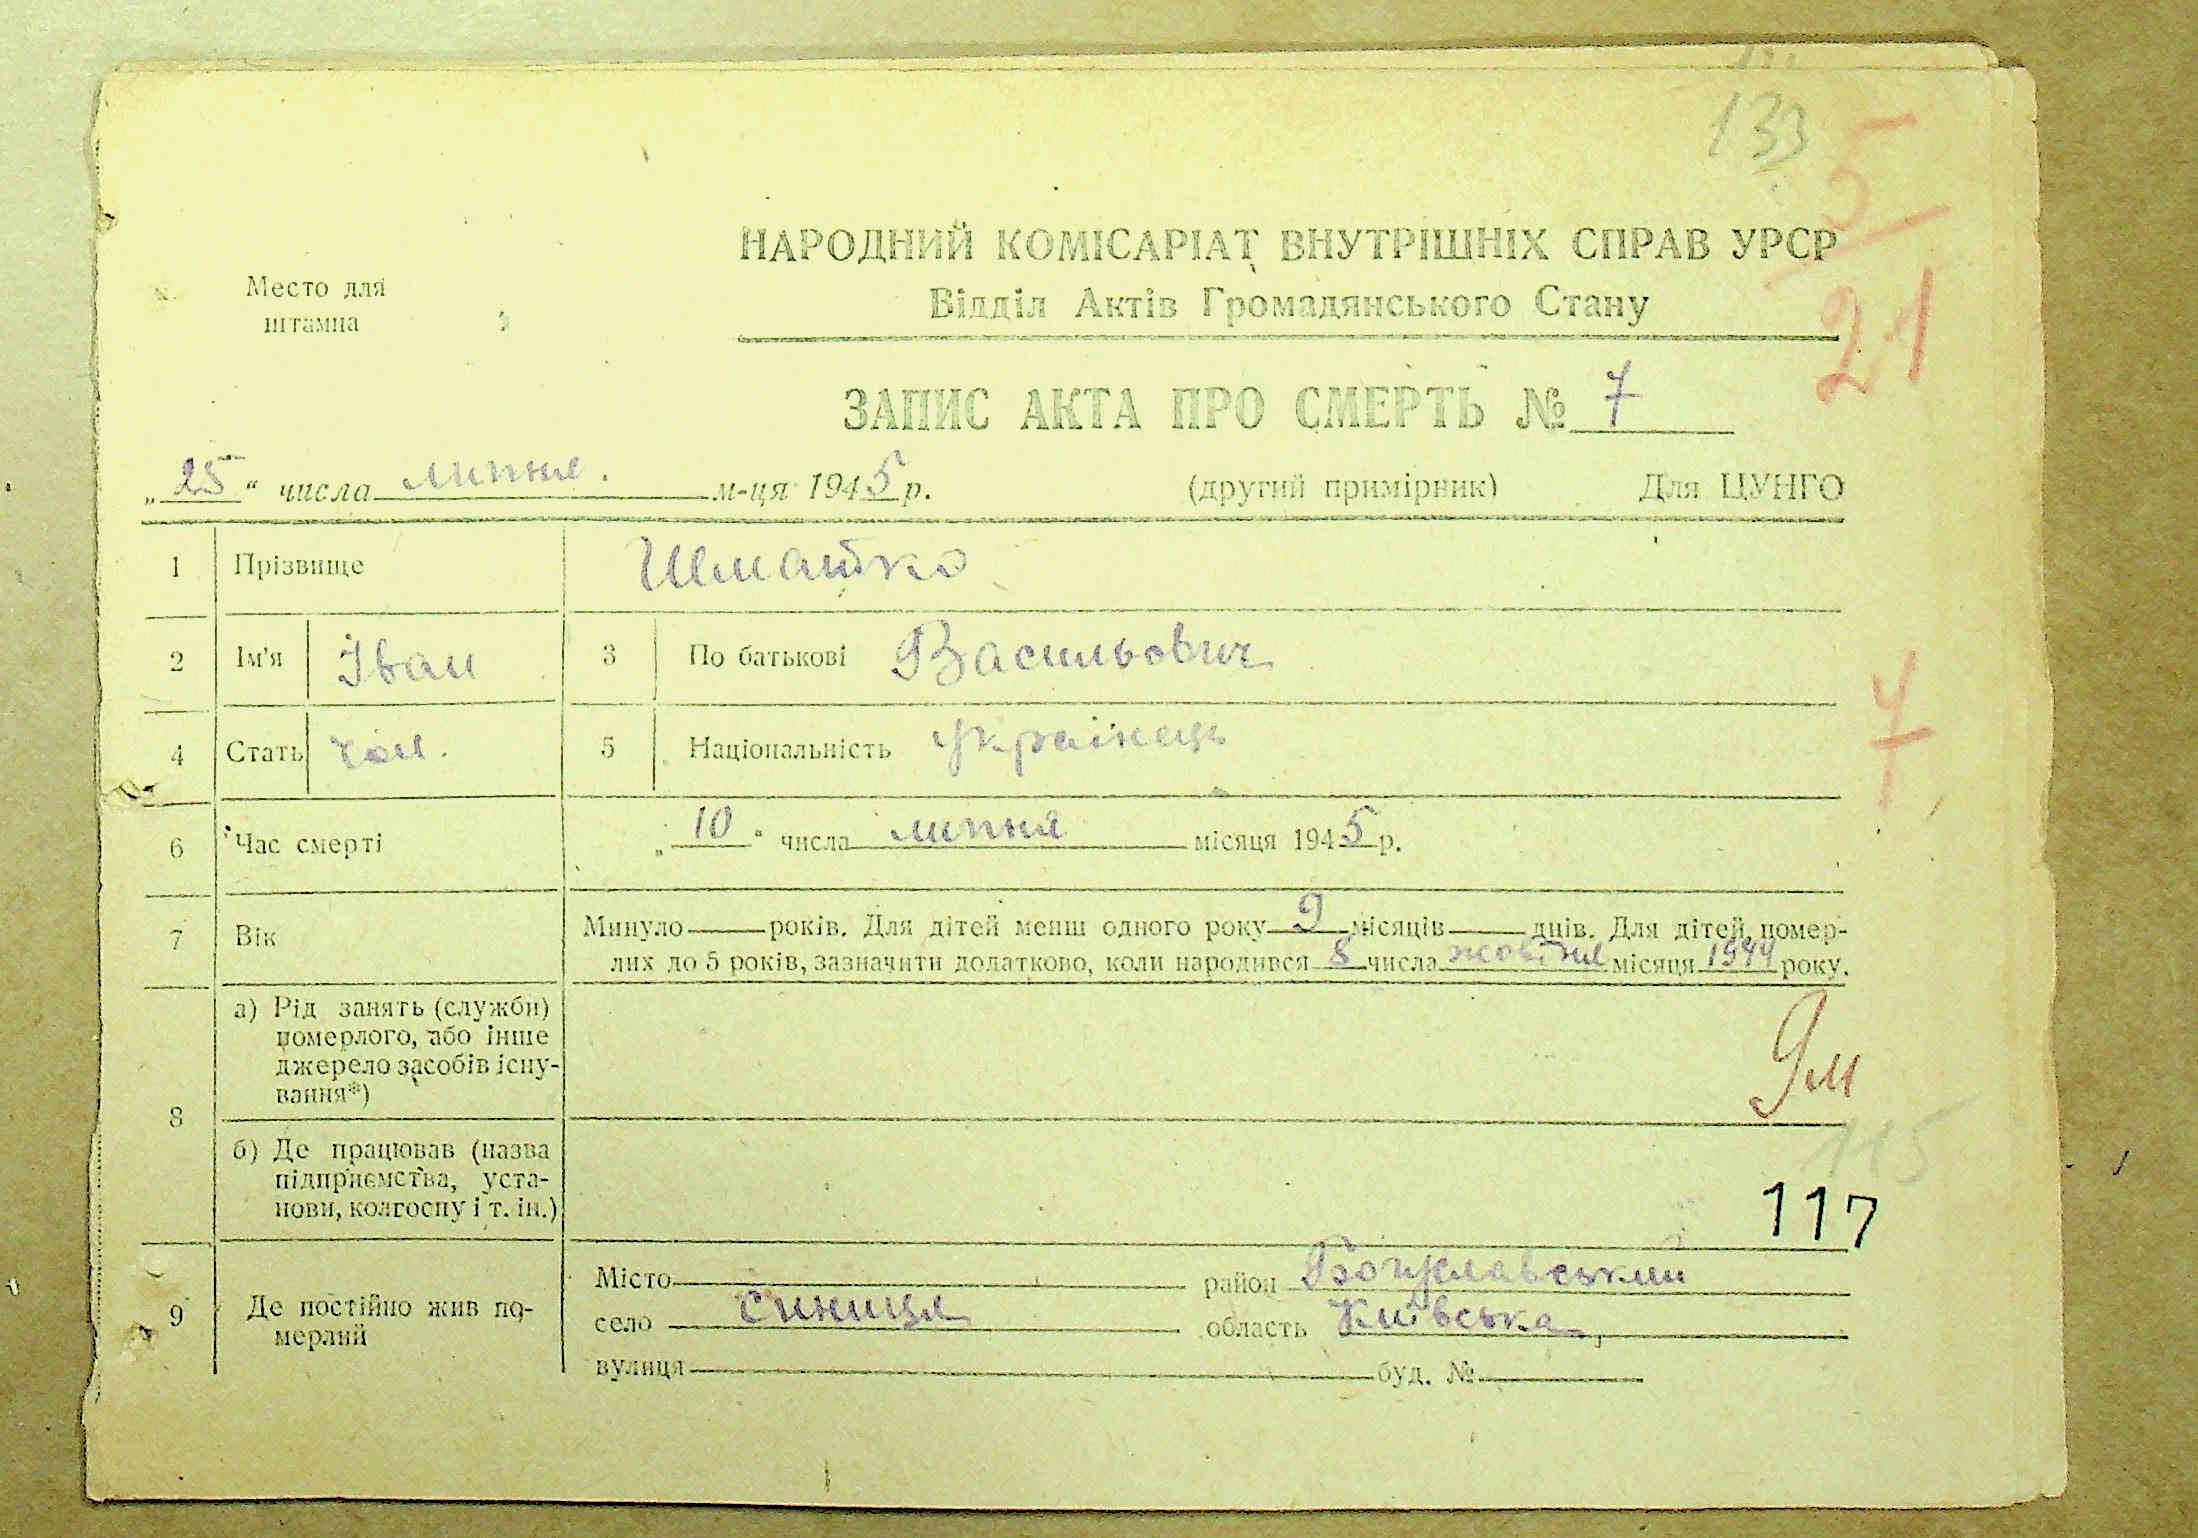 133
5
21
Место для
штампа
НАРОДНИЙ КОМІСАРІАТ ВНУТРІШНІХ СПРАВ УРСР
Відділ Актів Громадянського Стану
ЗАПИС АКТА ПРО СМЕРТЬ № 7
„25“ числа липня. м-ця 1945 р. (другий примірник) Для ЦУНГО
1 Прізвище Шматко
2 Ім'я Іван 3 По батькові Васильович
4 Стать чол. 5 Національність українець
6 Час смерті „10“ числа липня місяця 1945 р.
7 Вік Минуло — років. Для дітей менш одного року 9 місяців — днів. Для дітей, помер-
лих до 5 років, зазначити додатково, коли народився 8 числа жовтня місяця 1944 року.
8 а) Рід занять (служби)
померлого, або інше
джерело засобів існу-
вання*)
9м
б) Де працював (назва
підприємства, уста-
нови, колгоспу і т. ін.)
115
117
9 Де постійно жив по-
мерлий
Місто район Богуславський
село синиця область Київська,
вулиця буд. №